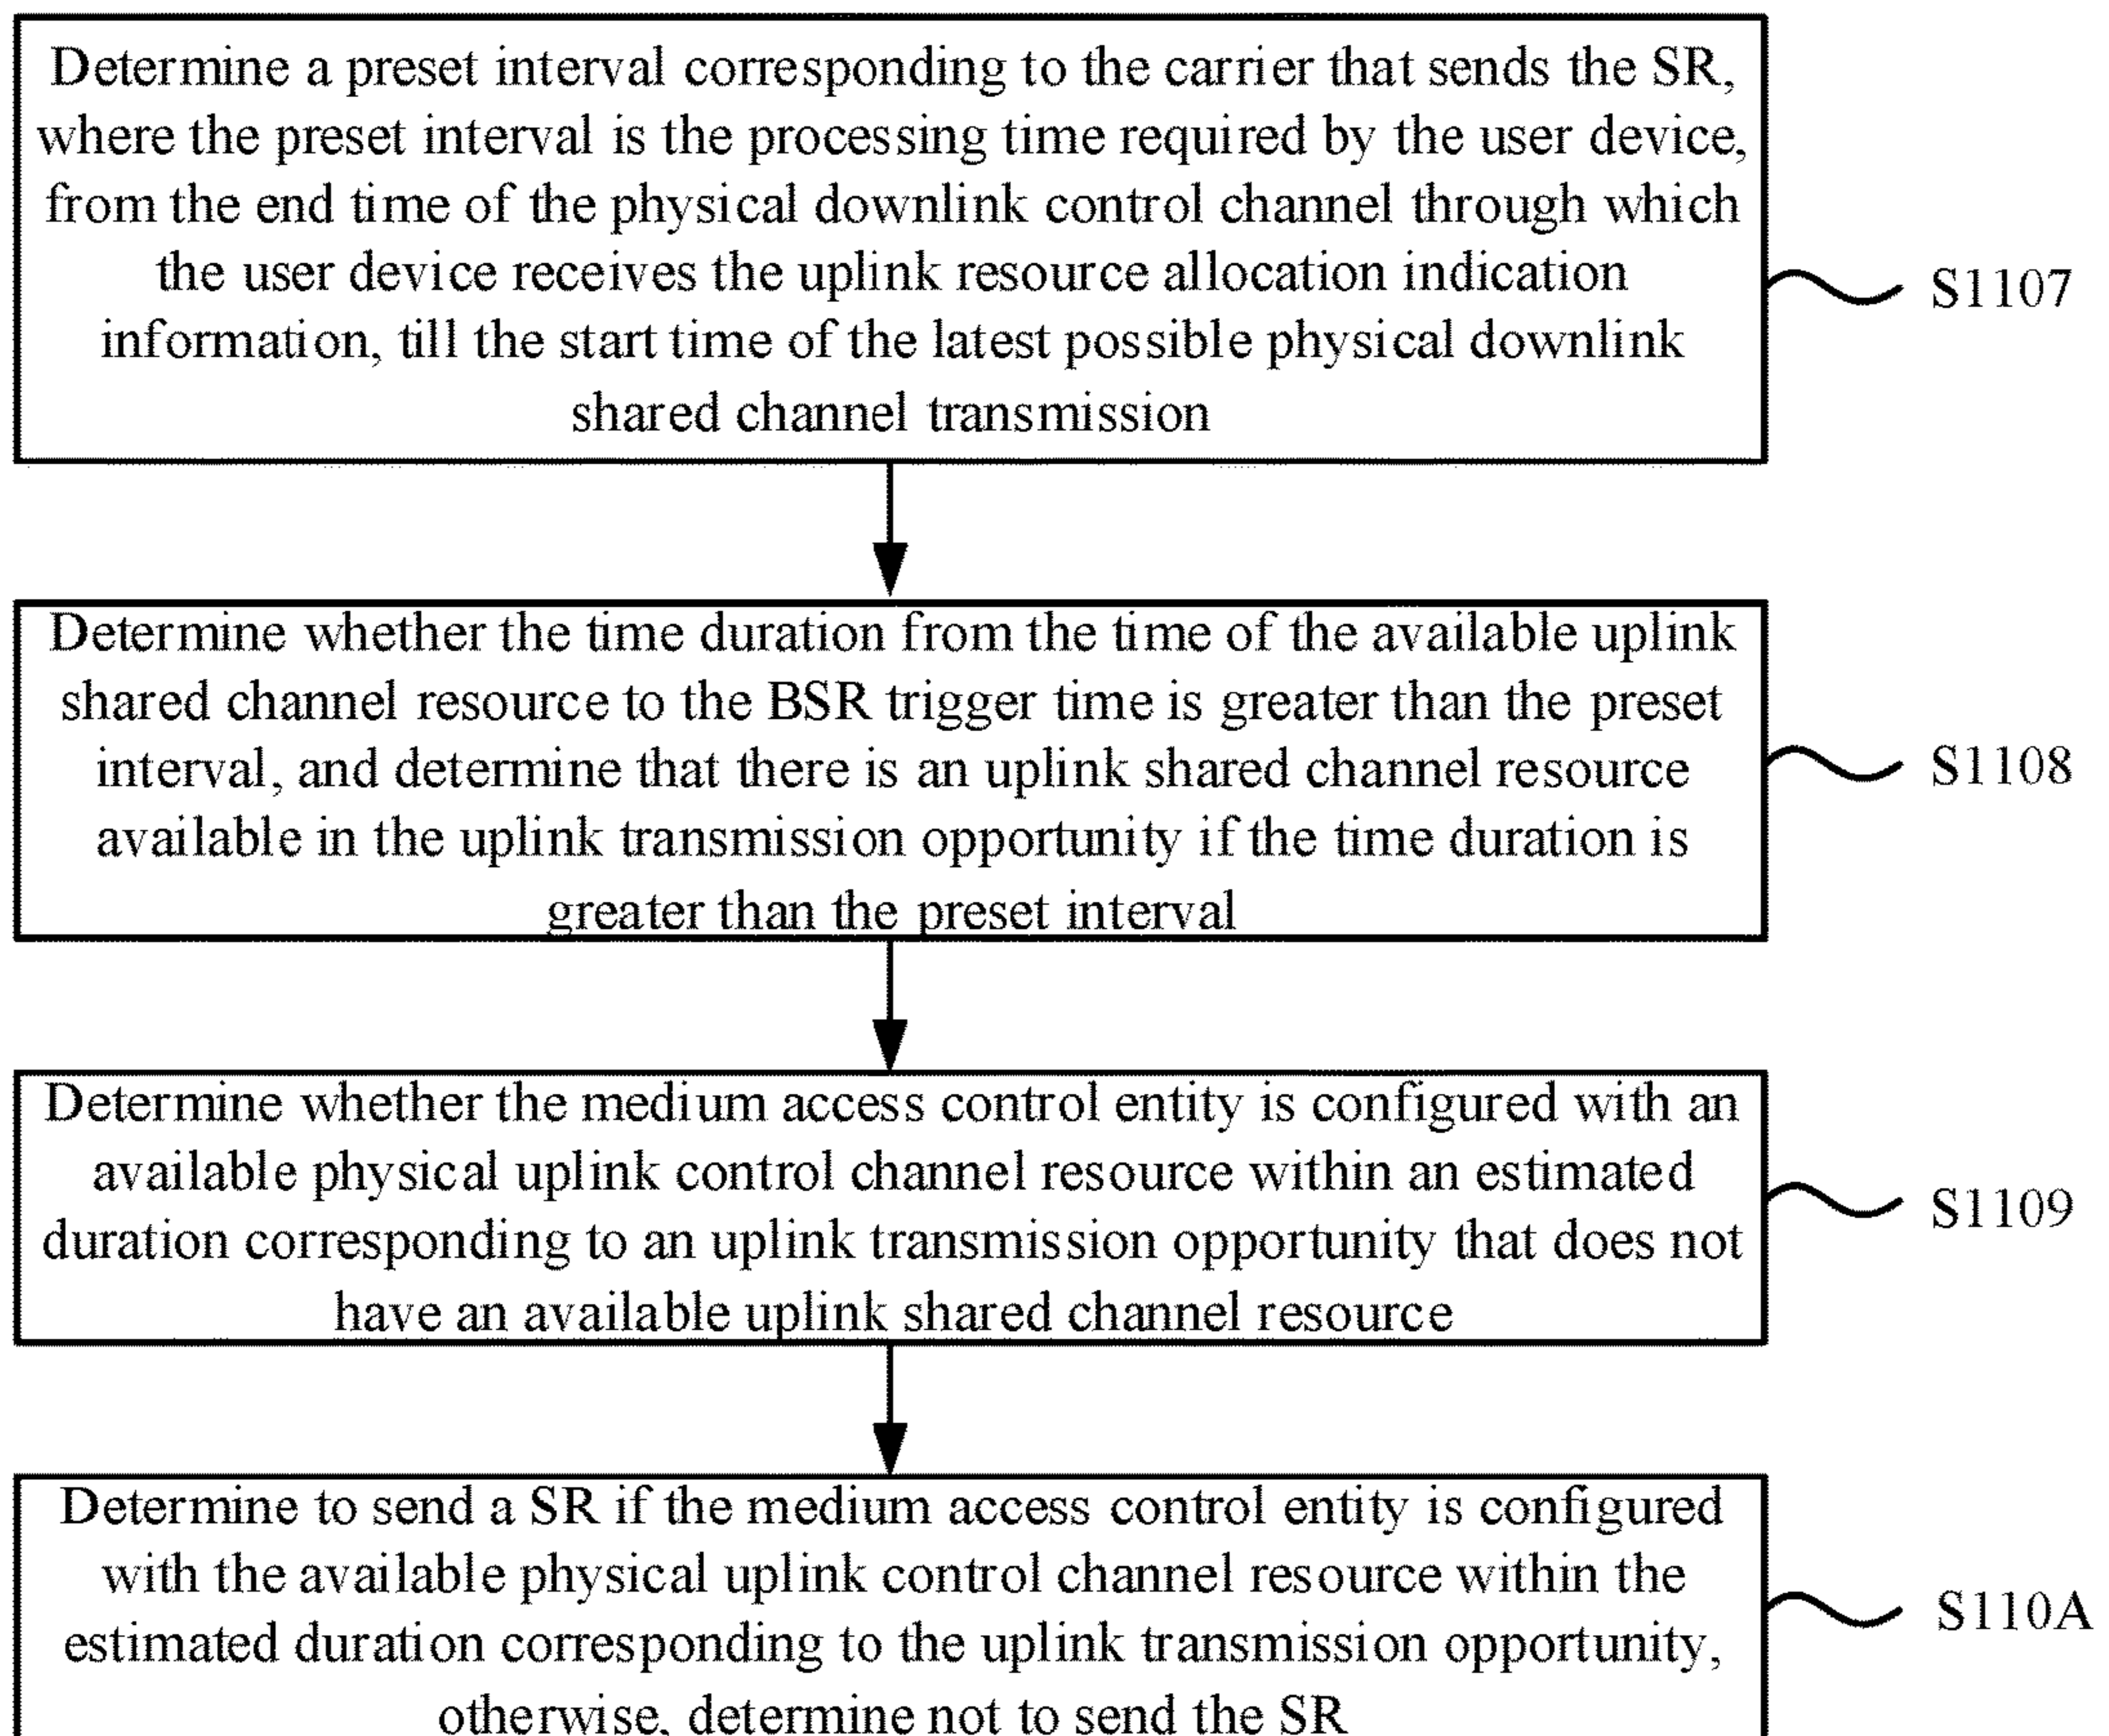 Determine a preset interval corresponding to the carrier that sends the SR,
where the preset interval is the processing time required by the user device,
from the end time of the physical downlink control channel through which
the user device receives the uplink resource allocation indication
information, till the start time of the latest possible physical downlink
shared channel transmission
S1107
Determine whether the time duration from the time of the available uplink
shared channel resource to the BSR trigger time is greater than the preset
interval, and determine that there is an uplink shared channel resource
available in the uplink transmission opportunity if the time duration is
greater than the preset interval
S1108
Determine whether the medium access control entity is configured with an
available physical uplink control channel resource within an estimated
duration corresponding to an uplink transmission opportunity that does not
have an available uplink shared channel resource
S1109
Determine to send a SR if the medium access control entity is configured
with the available physical uplink control channel resource within the
estimated duration corresponding to the uplink transmission opportunity,
otherwise, determine not to send the SR
S110A